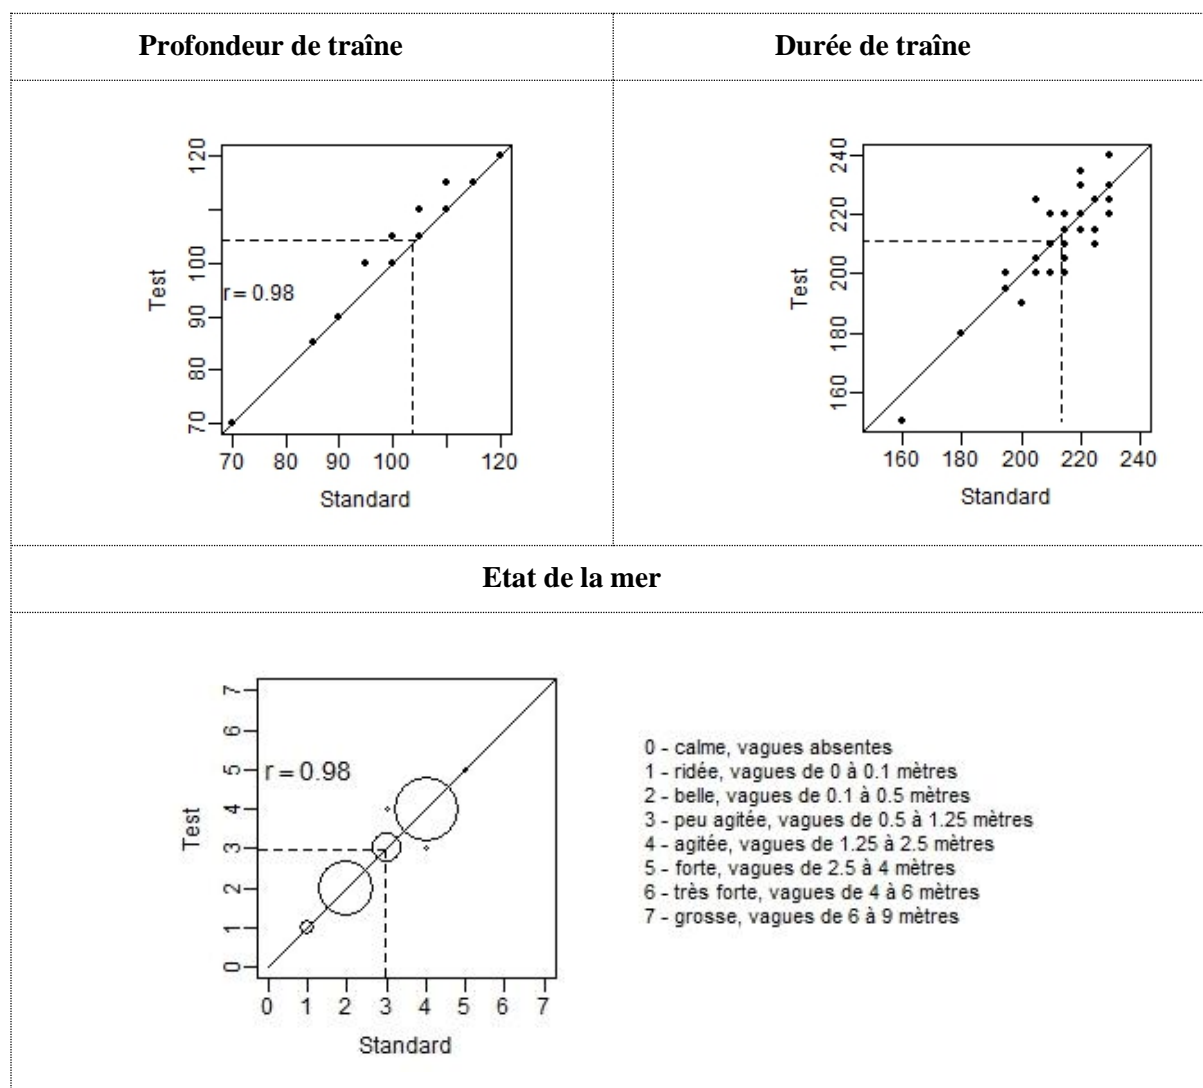 Profondeur de traîne
Durée de traîne
120
100
90
80
70
Test
r = 0.98
70 80 90 100 120
Standard
240
220
200
180
160
Test
160 180 200 220 240
Standard
Etat de la mer
7
6
5
4
3
2
1
0
Test
r = 0.98
0 1 2 3 4 5 6 7
Standard
0 - calme, vagues absentes
1 - ridée, vagues de 0 à 0.1 mètres
2 - belle, vagues de 0.1 à 0.5 mètres
3 - peu agitée, vagues de 0.5 à 1.25 mètres
4 - agitée, vagues de 1.25 à 2.5 mètres
5 - forte, vagues de 2.5 à 4 mètres
6 - très forte, vagues de 4 à 6 mètres
7 - grosse, vagues de 6 à 9 mètres